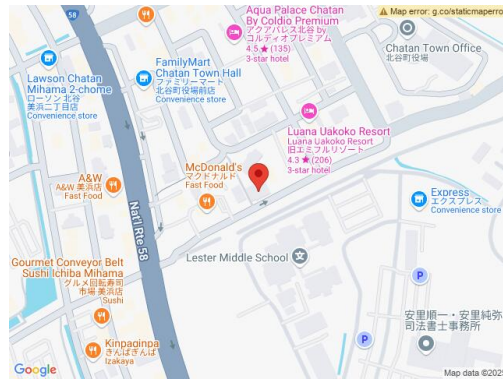 58
Aqua Palace Chatan
By Coldio Premium
アクアパレス北谷 by
コルディオプレミアム
4.5 ★ (135)
3-star hotel
Map error: g.co/staticmaperro
Chatan Town Office
北谷町役場
FamilyMart
Chatan Town Hall
ファミリーマート
北谷町役場前店
Convenience store
Lawson Chatan
Mihama 2-chome
ローソン 北谷
美浜二丁目店
Convenience store
Luana Uakoko Resort
Luana Uakoko Resort
旧エミフルリゾート
4.3 ★ (206)
3-star hotel
McDonald's
マクドナルド
Fast Food
A&W
A&W 美浜店
Fast Food
Express
エクスプレス
Convenience store
Nat'l Rte 58
Lester Middle School
Gourmet Conveyor Belt
Sushi Ichiba Mihama
グルメ回転寿司
市場 美浜店
Sushi
P
安里順一・安里純弥
司法書士事務所
P
58
Kinpaginpa
きんぱぎんぱ
Izakaya
Google
Map data ©2025